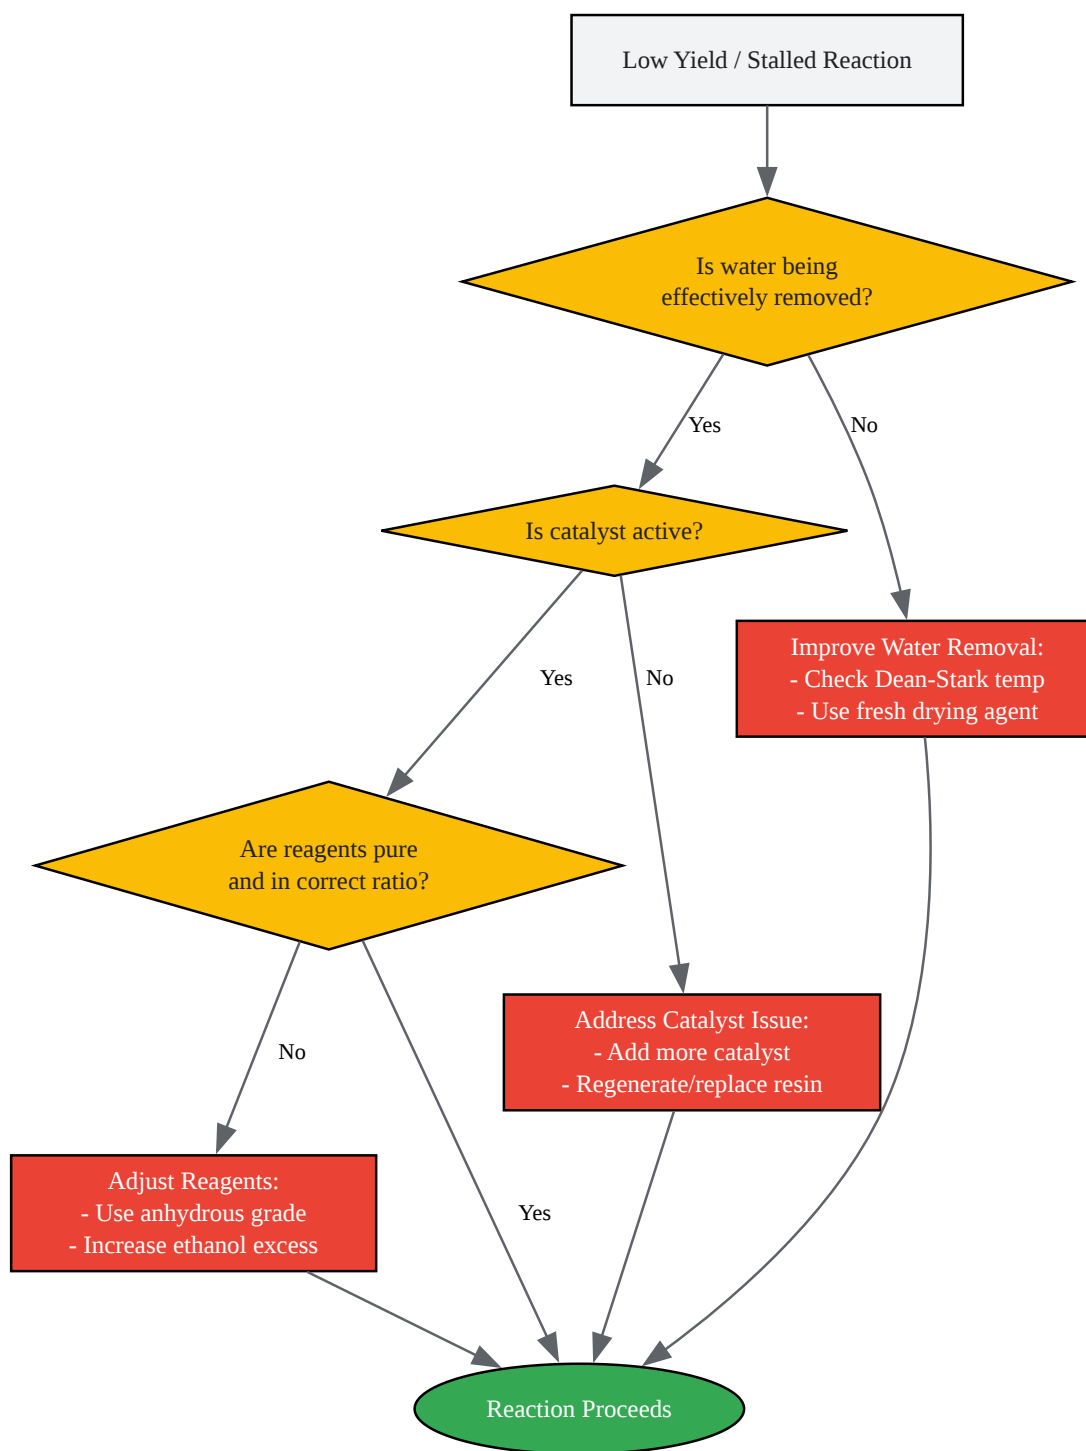 Low Yield / Stalled Reaction
Is water being
effectively removed?
Yes
No
Is catalyst active?
Yes
No
Improve Water Removal:
- Check Dean-Stark temp
- Use fresh drying agent
Are reagents pure
and in correct ratio?
No
Yes
Address Catalyst Issue:
- Add more catalyst
- Regenerate/replace resin
Adjust Reagents:
- Use anhydrous grade
- Increase ethanol excess
Reaction Proceeds